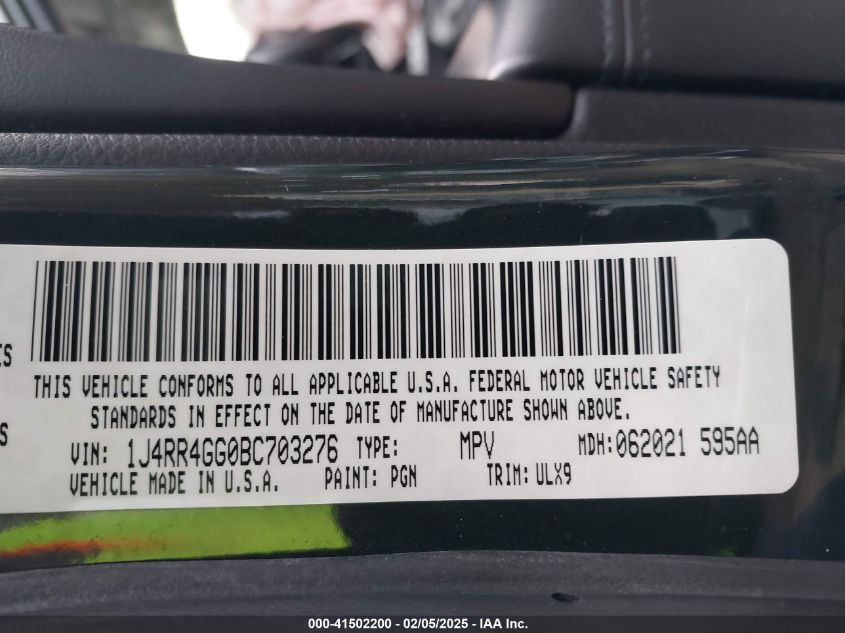 ES
THIS VEHICLE CONFORMS TO ALL APPLICABLE U.S.A. FEDERAL MOTOR VEHICLE SAFETY
STANDARDS IN EFFECT ON THE DATE OF MANUFACTURE SHOWN ABOVE.
S
VIN: 1J4RR4GG0BC703276 TYPE: MPV MDH:062021 595AA
VEHICLE MADE IN U.S.A. PAINT: PGN TRIM:ULX9
000-41502200 - 02/05/2025 - IAA Inc.